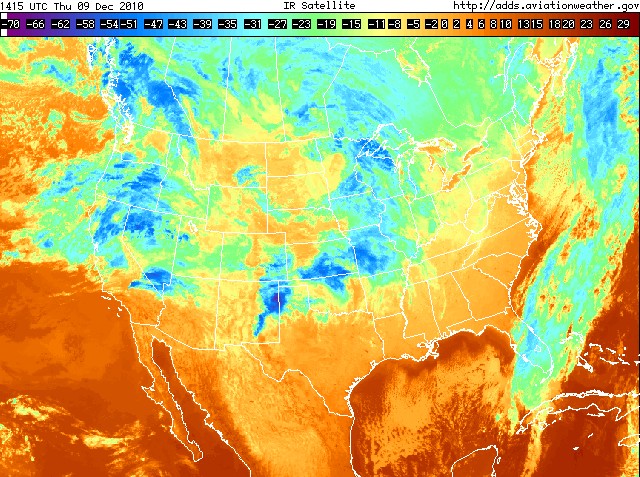 1415 UTC Thu 09 Dec 2010 IR Satellite http://adds.aviationweather.gov
-70 -66 -62 -58 -54 -51 -47 -43 -39 -35 -31 -27 -23 -19 -15 -11 -8 -5 -2 0 2 4 6 8 10 13 15 18 20 23 26 29